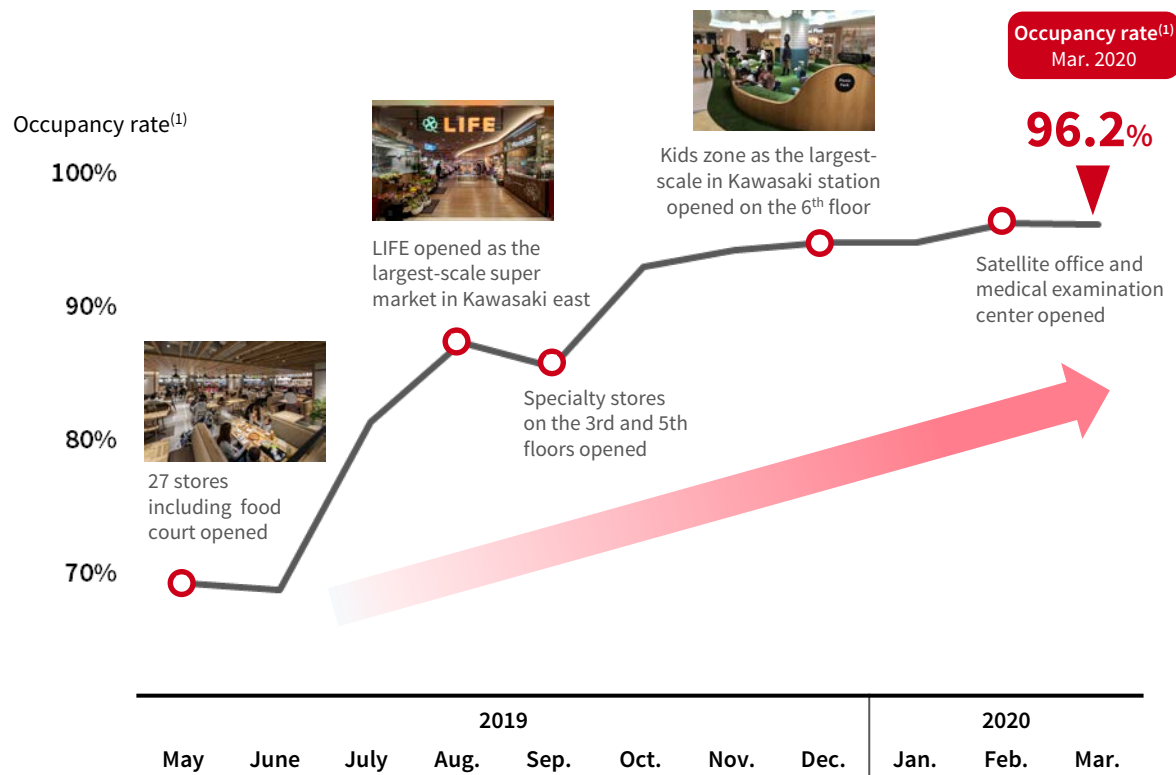 Occupancy rate(1)
Mar. 2020
96.2%
Occupancy rate(1)
100%
90%
80%
70%
LIFE
27 stores
including food
court opened
LIFE opened as the
largest-scale super
market in Kawasaki east
Specialty stores
on the 3rd and 5th
floors opened
Kids zone as the largest-
scale in Kawasaki station
opened on the 6th floor
Satellite office and
medical examination
center opened
2019 2020
May June July Aug. Sep. Oct. Nov. Dec. Jan. Feb. Mar.